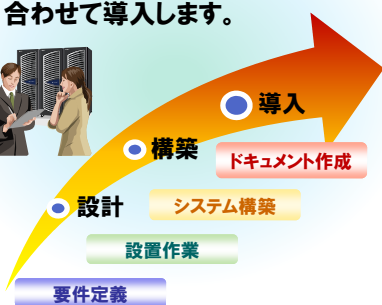 合わせて導入します。
導入
構築
ドキュメント作成
設計
システム構築
設置作業
要件定義